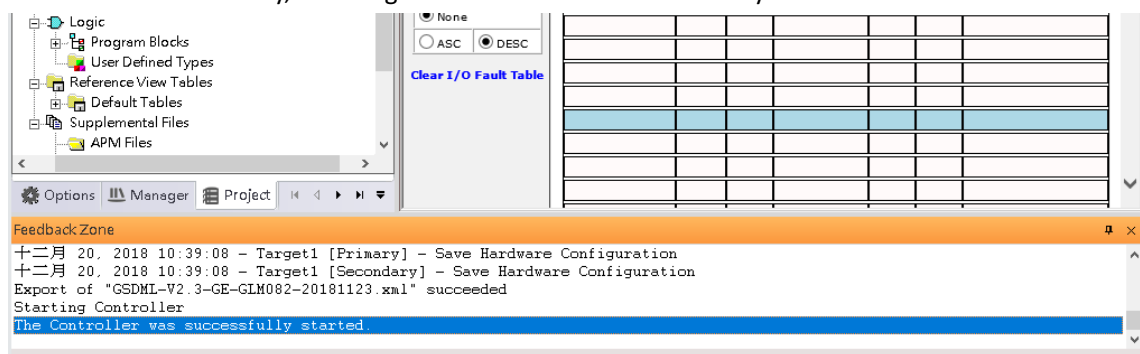 Logic
Program Blocks
User Defined Types
Reference View Tables
Default Tables
Supplemental Files
APM Files
Options Manager Project
None
ASC DESC
Clear I/O Fault Table
Feedback Zone
十二月 20, 2018 10:39:08 - Target1 [Primary] - Save Hardware Configuration
十二月 20, 2018 10:39:08 - Target1 [Secondary] - Save Hardware Configuration
Export of "GSDML-V2.3-GE-GLM082-20181123.xml" succeeded
Starting Controller
The Controller was successfully started.